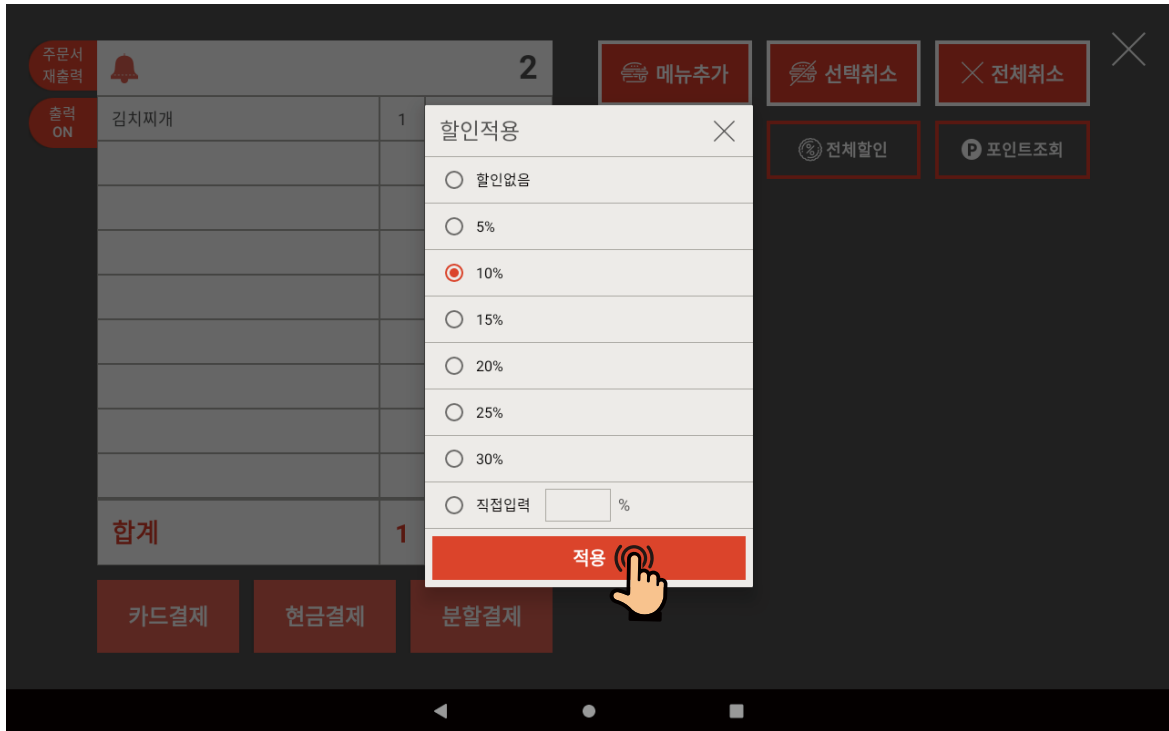 주문서
재출력
2
메뉴추가
선택취소
전체취소
출력
ON
김치찌개
1
할인적용
전체할인
P 포인트조회
할인없음
5%
10%
15%
20%
25%
30%
직접입력 %
합계
1
적용
카드결제
현금결제
분할결제